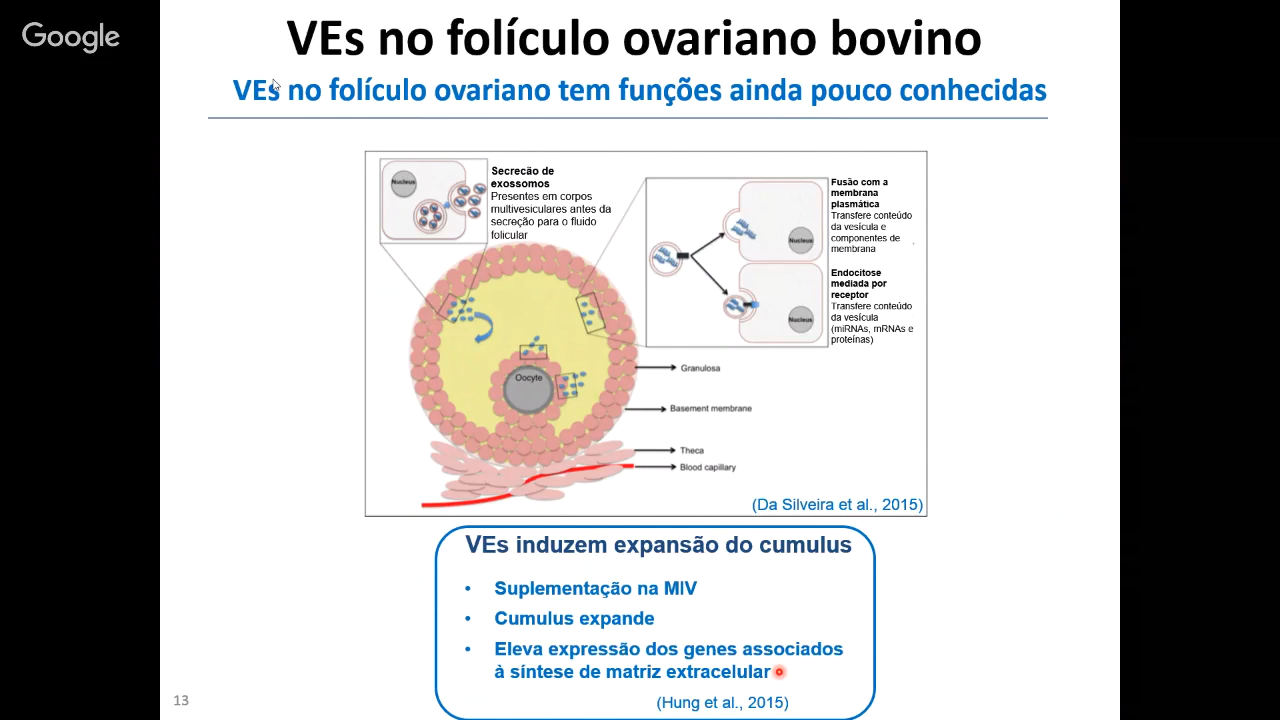 Google
VEs no folículo ovariano bovino
VEs no folículo ovariano tem funções ainda pouco conhecidas
Nucleus
Secrecão de
exossomos
Presentes em corpos
multivesiculares antes da
secreção para o fluido
folicular
Nucleus
Fusão com a
membrana
plasmática
Transfere conteúdo
da vesícula e
componentes de
membrana
Nucleus
Endocitose
mediada por
receptor
Transfere conteúdo
da vesícula
(miRNAs, mRNAs e
proteínas)
Oocyte
Granulosa
Basement membrane
Theca
Blood capillary
(Da Silveira et al., 2015)
VEs induzem expansão do cumulus
• Suplementação na MIV
• Cumulus expande
• Eleva expressão dos genes associados
à síntese de matriz extracelular
(Hung et al., 2015)
13